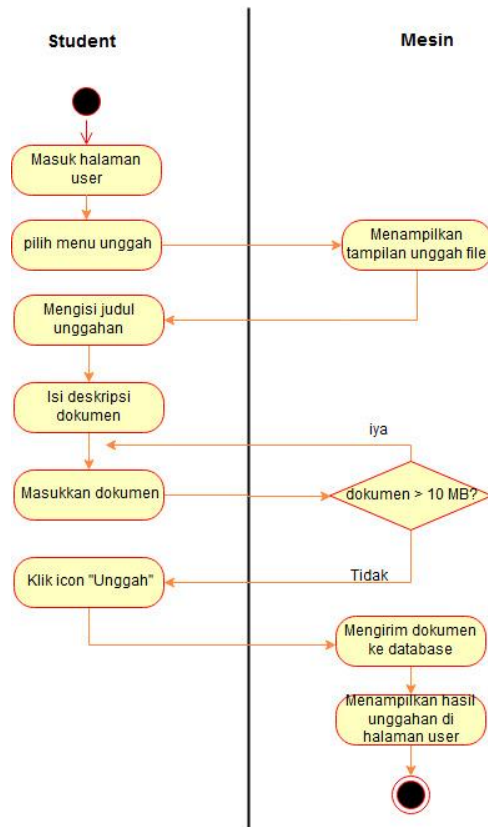 Student
Mesin
Masuk halaman
user
pilih menu unggah
Menampilkan
tampilan unggah file
Mengisi judul
unggahan
Isi deskripsi
dokumen
iya
Masukkan dokumen
dokumen > 10 MB?
Tidak
Klik icon "Unggah"
Mengirim dokumen
ke database
Menampilkan hasil
unggahan di
halaman user